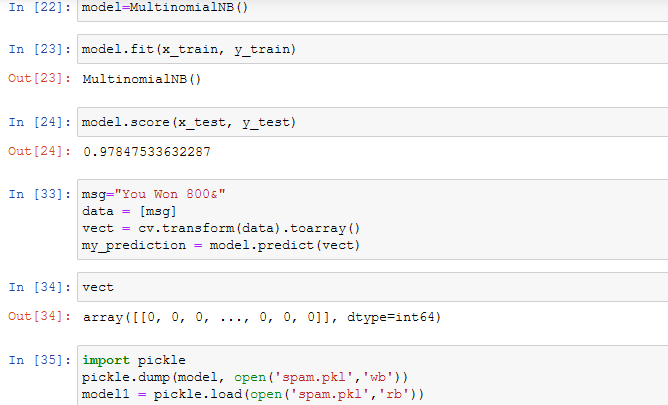 In [22]: model=MultinomialNB()
In [23]: model.fit(x_train, y_train)
Out[23]: MultinomialNB()
In [24]: model.score(x_test, y_test)
Out[24]: 0.97847533632287
In [33]: msg="You Won 800&"
data = [msg]
vect = cv.transform(data).toarray()
my_prediction = model.predict(vect)
In [34]: vect
Out[34]: array([[0, 0, 0, ..., 0, 0, 0]], dtype=int64)
In [35]: import pickle
pickle.dump(model, open('spam.pkl','wb'))
model1 = pickle.load(open('spam.pkl','rb'))